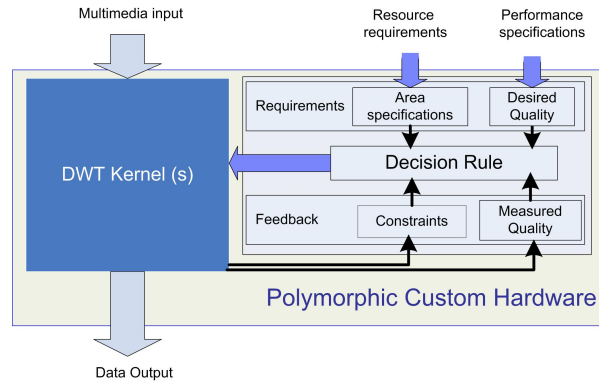 Multimedia input
Resource
requirements
Performance
specifications
Requirements
Area
specifications
Desired
Quality
DWT Kernel (s)
Decision Rule
Feedback
Constraints
Measured
Quality
Polymorphic Custom Hardware
Data Output